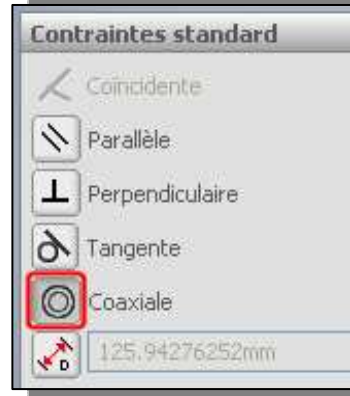 Contraintes standard
Coïncidente
Parallèle
Perpendiculaire
Tangente
Coaxiale
D 125.94276252mm